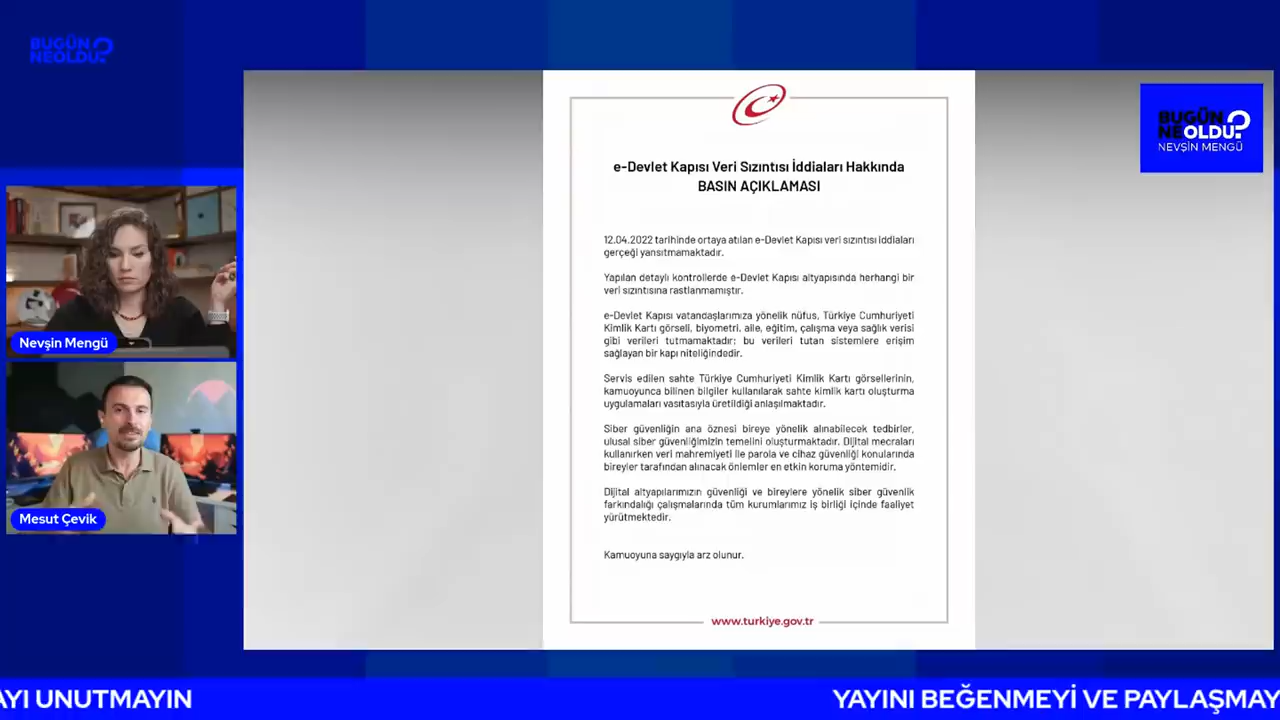 BUGÜN
NEOLDU?
BUGÜN
NE OLDU?
NEVŞİN MENGÜ
Nevşin Mengü
Mesut Çevik
e-Devlet Kapısı Veri Sızıntısı İddiaları Hakkında
BASIN AÇIKLAMASI
12.04.2022 tarihinde ortaya atılan e-Devlet Kapısı veri sızıntısı iddiaları
gerçeği yansıtmamaktadır.
Yapılan detaylı kontrollerde e-Devlet Kapısı altyapısında herhangi bir
veri sızıntısına rastlanmamıştır.
e-Devlet Kapısı vatandaşlarımıza yönelik nüfus, Türkiye Cumhuriyeti
Kimlik Kartı görseli, biyometri, aile, eğitim, çalışma veya sağlık verisi
gibi verileri tutmamaktadır; bu verileri tutan sistemlere erişim
sağlayan bir kapı niteliğindedir.
Servis edilen sahte Türkiye Cumhuriyeti Kimlik Kartı görsellerinin,
kamuoyunca bilinen bilgiler kullanılarak sahte kimlik kartı oluşturma
uygulamaları vasıtasıyla üretildiği anlaşılmaktadır.
Siber güvenliğin ana öznesi bireye yönelik alınabilecek tedbirler,
ulusal siber güvenliğimizin temelini oluşturmaktadır. Dijital mecraları
kullanırken veri mahremiyeti ile parola ve cihaz güvenliği konularında
bireyler tarafından alınacak önlemler en etkin koruma yöntemidir.
Dijital altyapılarımızın güvenliği ve bireylere yönelik siber güvenlik
farkındalığı çalışmalarında tüm kurumlarımız iş birliği içinde faaliyet
yürütmektedir.
Kamuoyuna saygıyla arz olunur.
www.turkiye.gov.tr
AYI UNUTMAYIN YAYINI BEĞENMEYİ VE PAYLAŞMAY